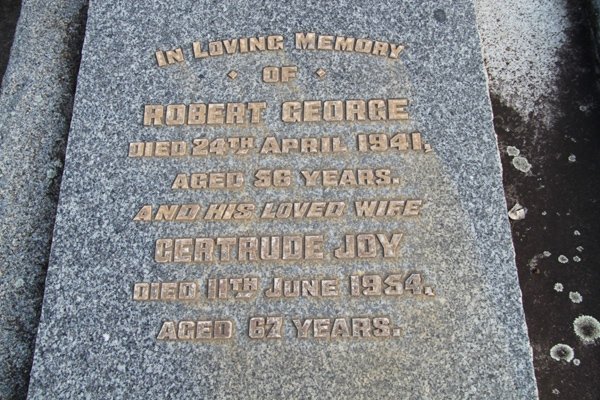 IN LOVING MEMORY
OF
ROBERT GEORGE
DIED 24TH APRIL 1941,
AGED 56 YEARS.
AND HIS LOVED WIFE
GERTRUDE JOY
DIED 11TH JUNE 1954.
AGED 67 YEARS.